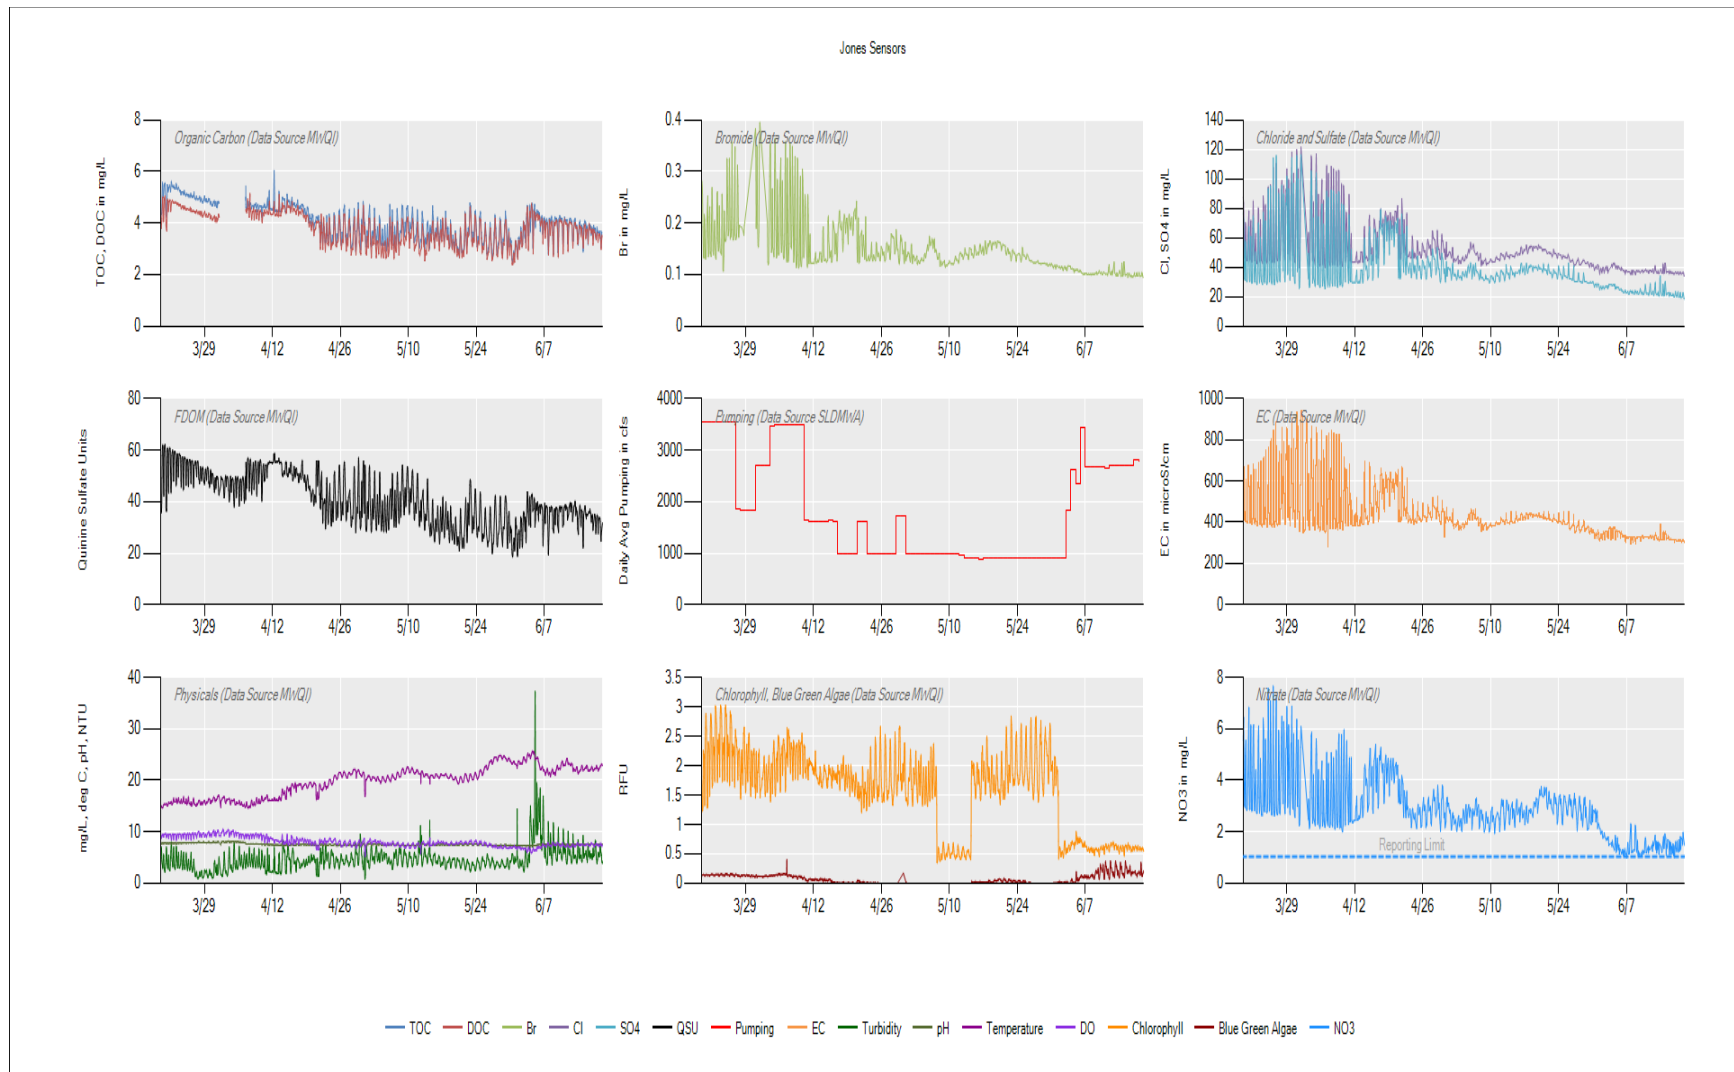 Jones Sensors
Organic Carbon (Data Source MWQI)
TOC, DOC in mg/L
8
6
4
2
0
3/29 4/12 4/26 5/10 5/24 6/7
Bromide (Data Source MWQI)
Br in mg/L
0.4
0.3
0.2
0.1
0
3/29 4/12 4/26 5/10 5/24 6/7
Chloride and Sulfate (Data Source MWQI)
Cl, SO4 in mg/L
140
120
100
80
60
40
20
0
3/29 4/12 4/26 5/10 5/24 6/7
FDOM (Data Source MWQI)
Quinine Sulfate Units
80
60
40
20
0
3/29 4/12 4/26 5/10 5/24 6/7
Pumping (Data Source SLDMWA)
Daily Avg Pumping in cfs
4000
3000
2000
1000
0
3/29 4/12 4/26 5/10 5/24 6/7
EC (Data Source MWQI)
EC in microS/cm
1000
800
600
400
200
0
3/29 4/12 4/26 5/10 5/24 6/7
Physicals (Data Source MWQI)
mg/L, deg C, pH, NTU
40
30
20
10
0
3/29 4/12 4/26 5/10 5/24 6/7
Chlorophyll, Blue Green Algae (Data Source MWQI)
RFU
3.5
3
2.5
2
1.5
1
0.5
0
3/29 4/12 4/26 5/10 5/24 6/7
Nitrate (Data Source MWQI)
NO3 in mg/L
8
6
4
2
0
Reporting Limit
3/29 4/12 4/26 5/10 5/24 6/7
TOC DOC Br Cl SO4 QSU Pumping EC Turbidity pH Temperature DO Chlorophyll Blue Green Algae NO3